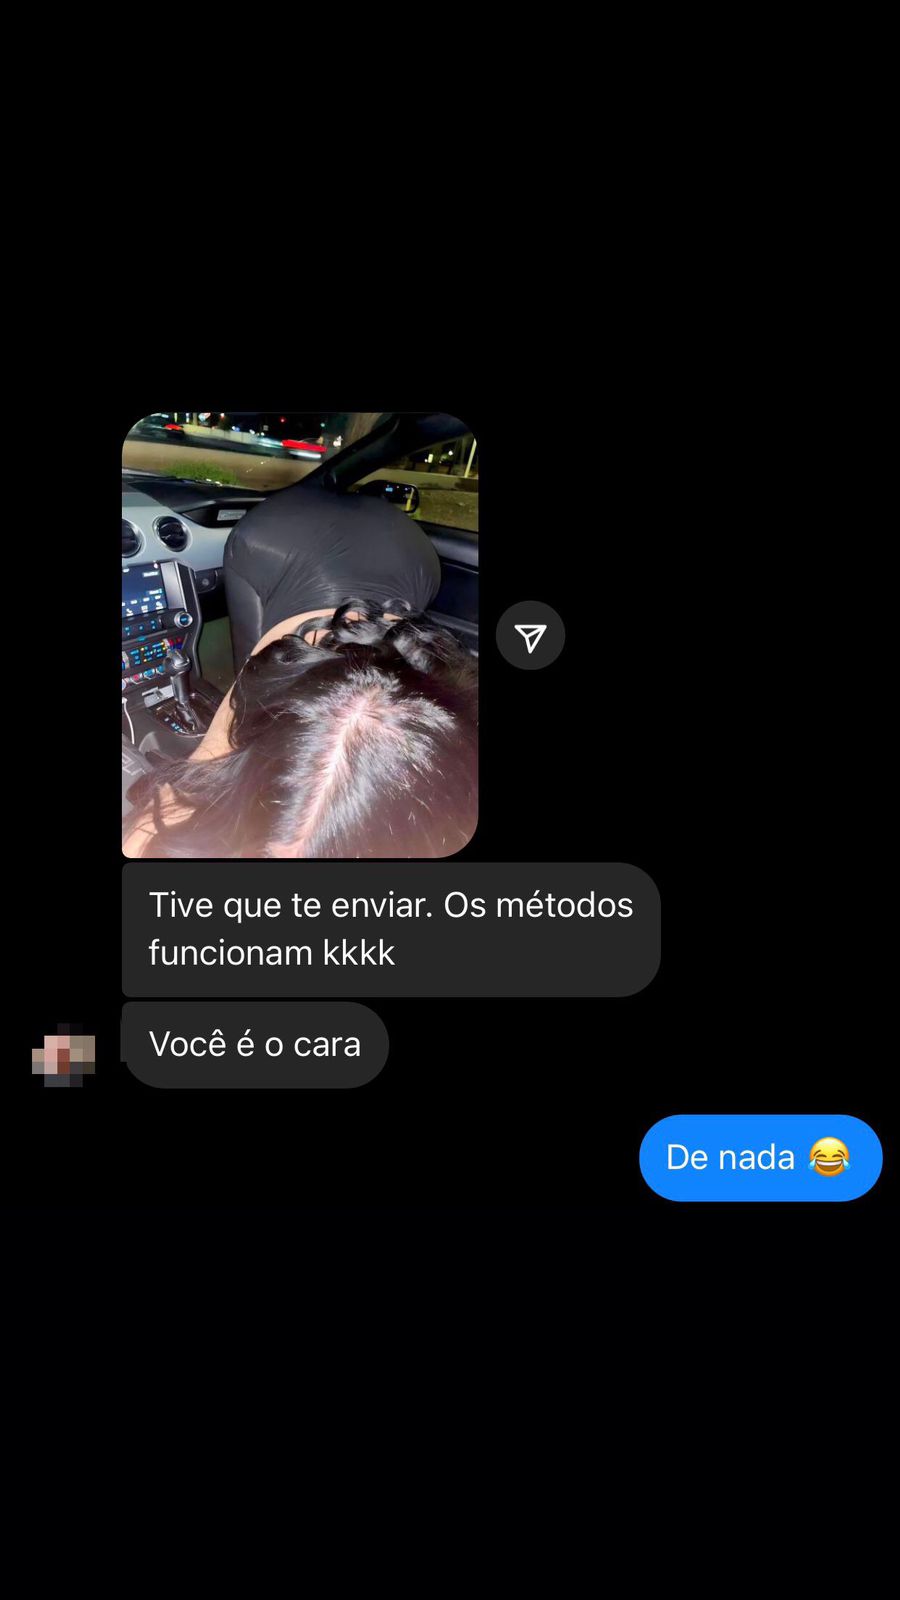 Tive que te enviar. Os métodos
funcionam kkkk
Você é o cara
De nada 😂